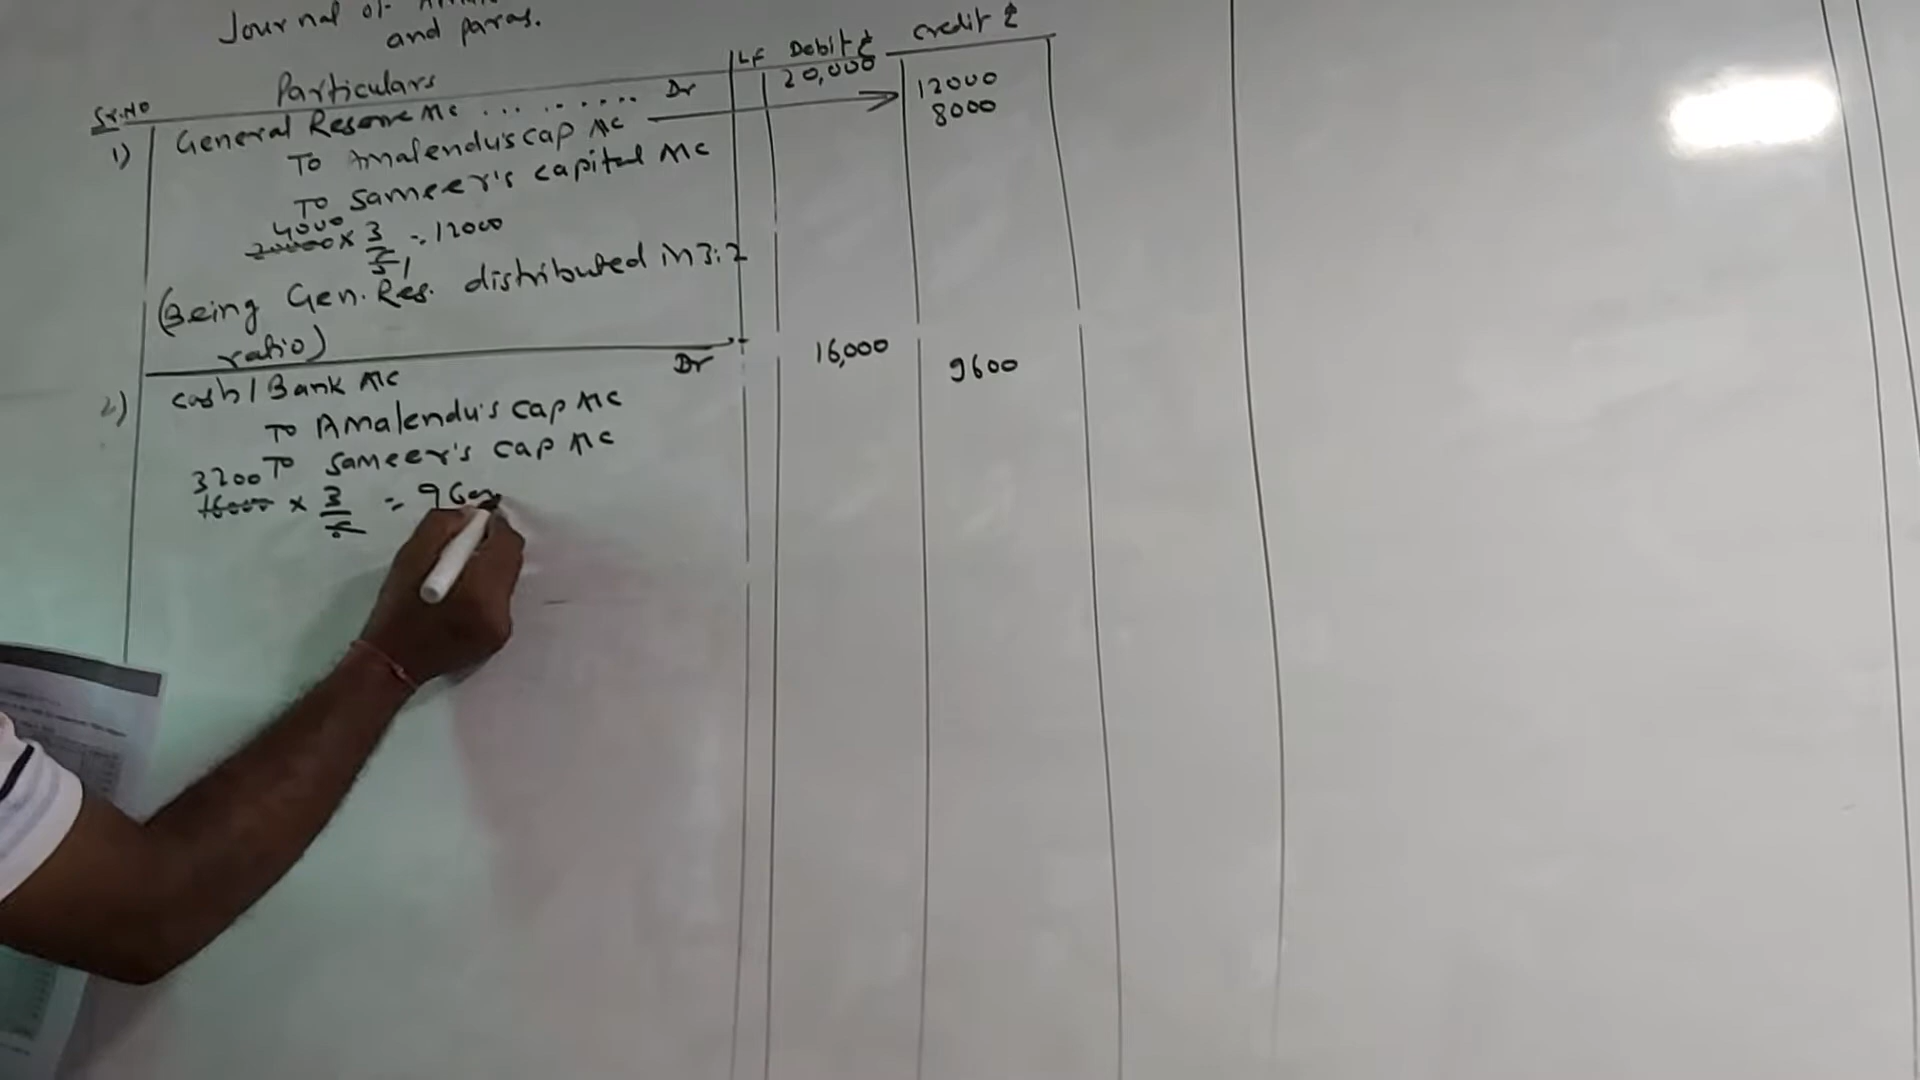 Journal of
and paras.
Sr.No Particulars LF Debit ₹ Credit ₹
1) General Reserve A/c .......... Dr 20,000
To Amalendu's cap A/c 12000
To Sameer's capital A/c 8000
4000
20000 × 3/5 = 12000
1
(Being Gen. Res. distributed in 3:2
ratio)
2) cash/Bank A/c Dr 16,000
To Amalendu's cap A/c 9600
To Sameer's cap A/c
3200
16000 × 3/5 = 960